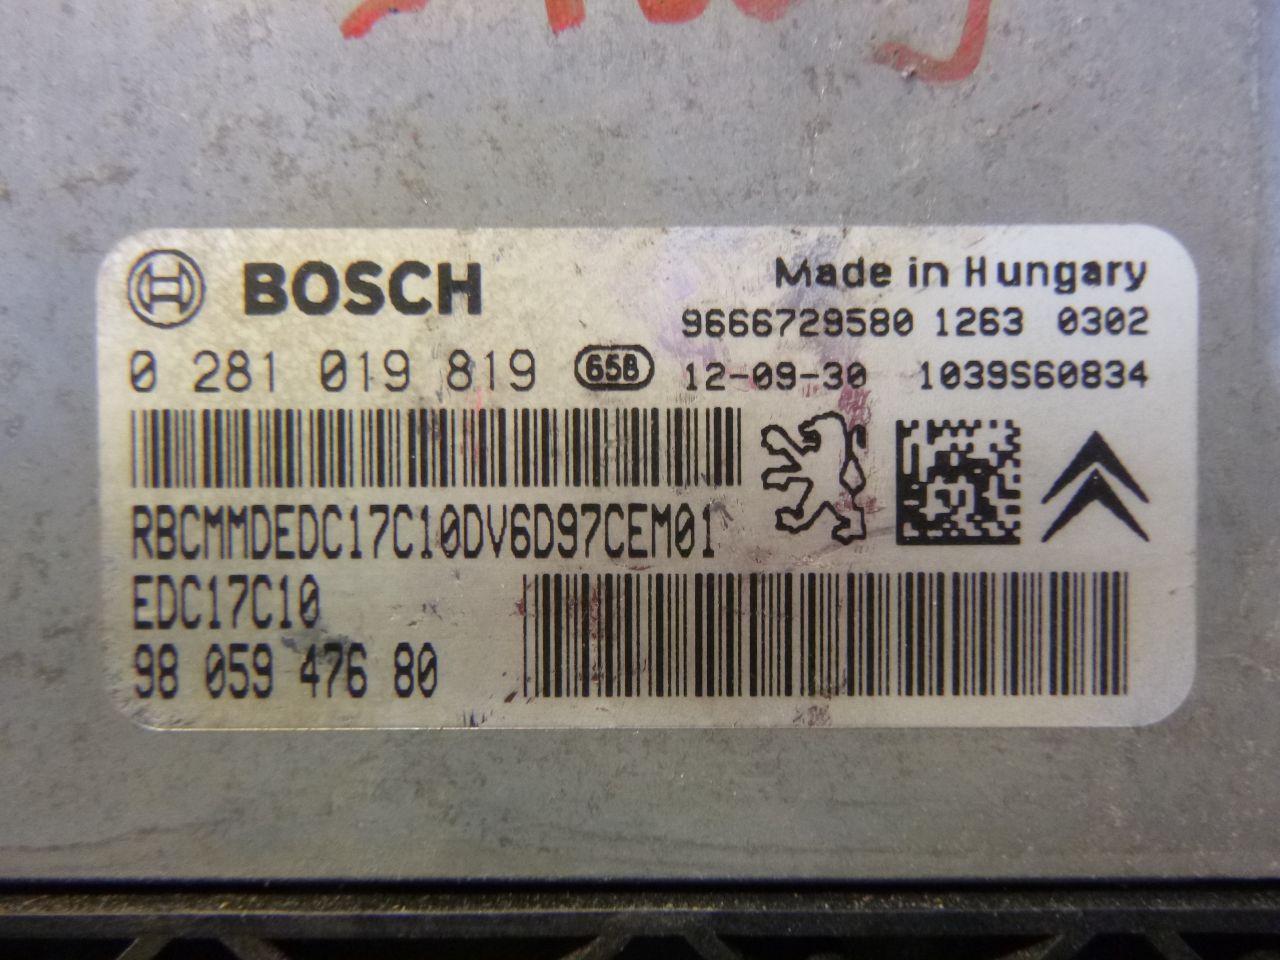 BOSCH
Made in Hungary
9666729580 1263 0302
0 281 019 819 658 12-09-30 1039S60834
RBCMMDEDC17C10DV6D97CEM01
EDC17C10
98 059 476 80